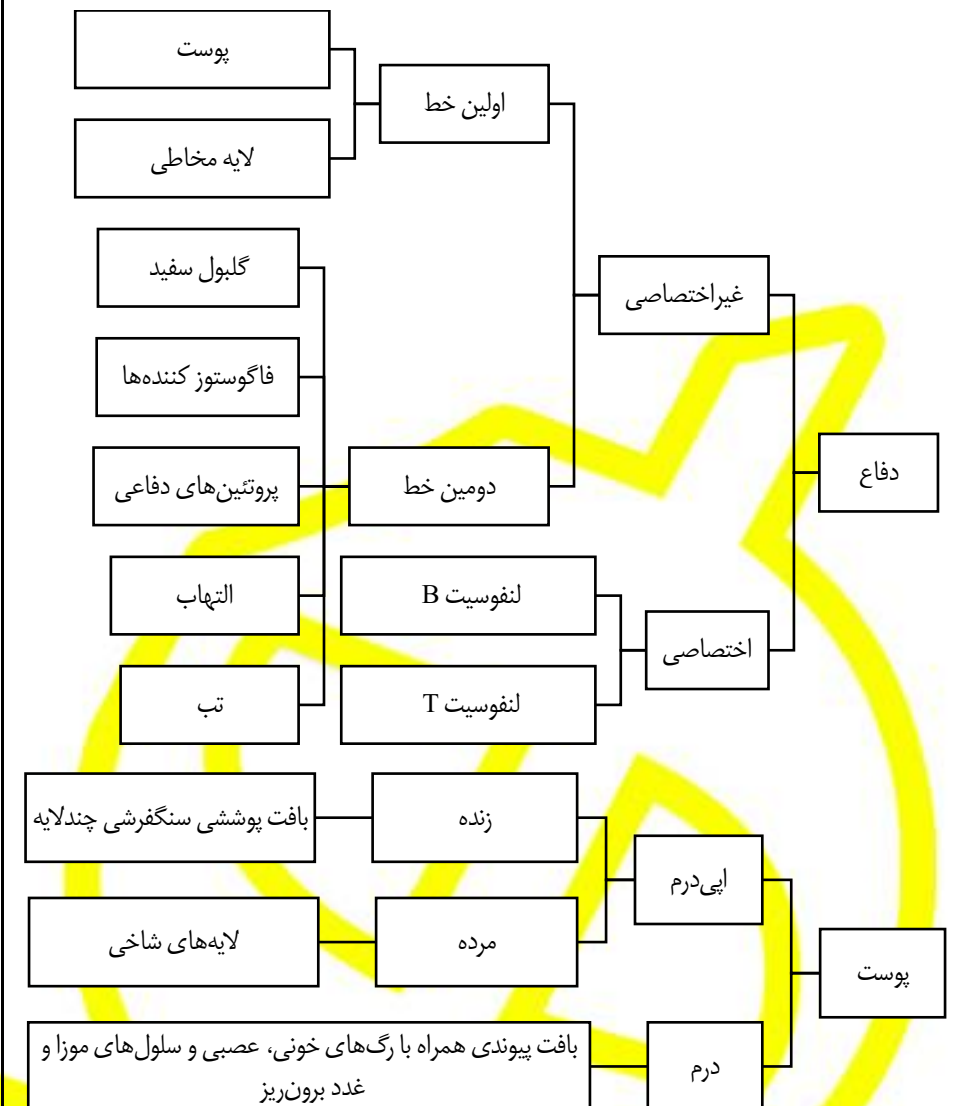 پوست
اولین خط
لایه مخاطی
گلبول سفید
غیراختصاصی
فاگوستوز کننده‌ها
دفاع
پروتئین‌های دفاعی
دومین خط
التهاب
لنفوسیت B
اختصاصی
تب
لنفوسیت T
بافت پوششی سنگفرشی چندلایه
زنده
اپی‌درم
لایه‌های شاخی
مرده
پوست
بافت پیوندی همراه با رگ‌های خونی، عصبی و سلول‌های موزا و
غدد برون‌ریز
درم